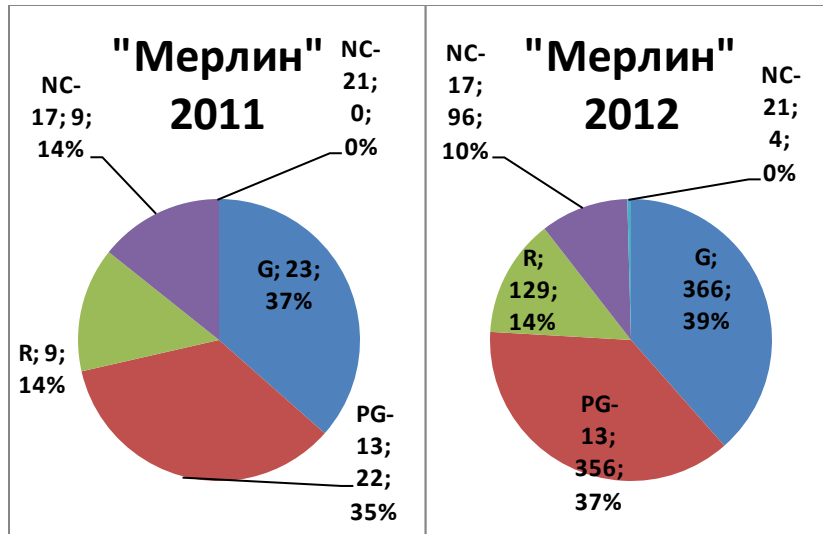 "Мерлин"
2011
NC-
17; 9;
14%
NC-
21;
0;
0%
G; 23;
37%
R; 9;
14%
PG-
13;
22;
35%
"Мерлин"
2012
NC-
17;
96;
10%
NC-
21;
4;
0%
R;
129;
14%
G;
366;
39%
PG-
13;
356;
37%